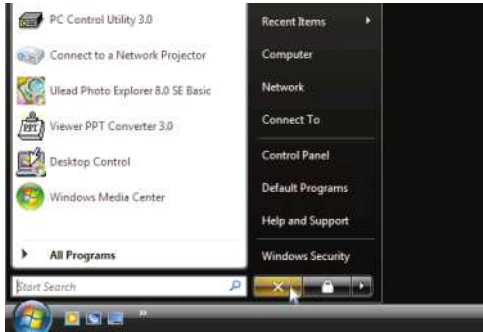 PC Control Utility 3.0
Connect to a Network Projector
Ulead Photo Explorer 8.0 SE Basic
Viewer PPT Converter 3.0
Desktop Control
Windows Media Center
All Programs
Start Search
Recent Items
Computer
Network
Connect To
Control Panel
Default Programs
Help and Support
Windows Security